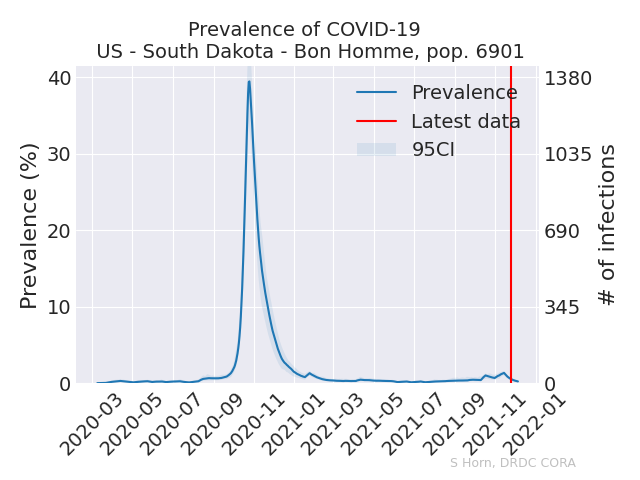 Prevalence of COVID-19
US - South Dakota - Bon Homme, pop. 6901
Prevalence (%)
40
30
20
10
0
1380
1035
690
345
0
# of infections
Prevalence
Latest data
95CI
2020-03
2020-05
2020-07
2020-09
2020-11
2021-01
2021-03
2021-05
2021-07
2021-09
2021-11
2022-01
S Horn, DRDC CORA